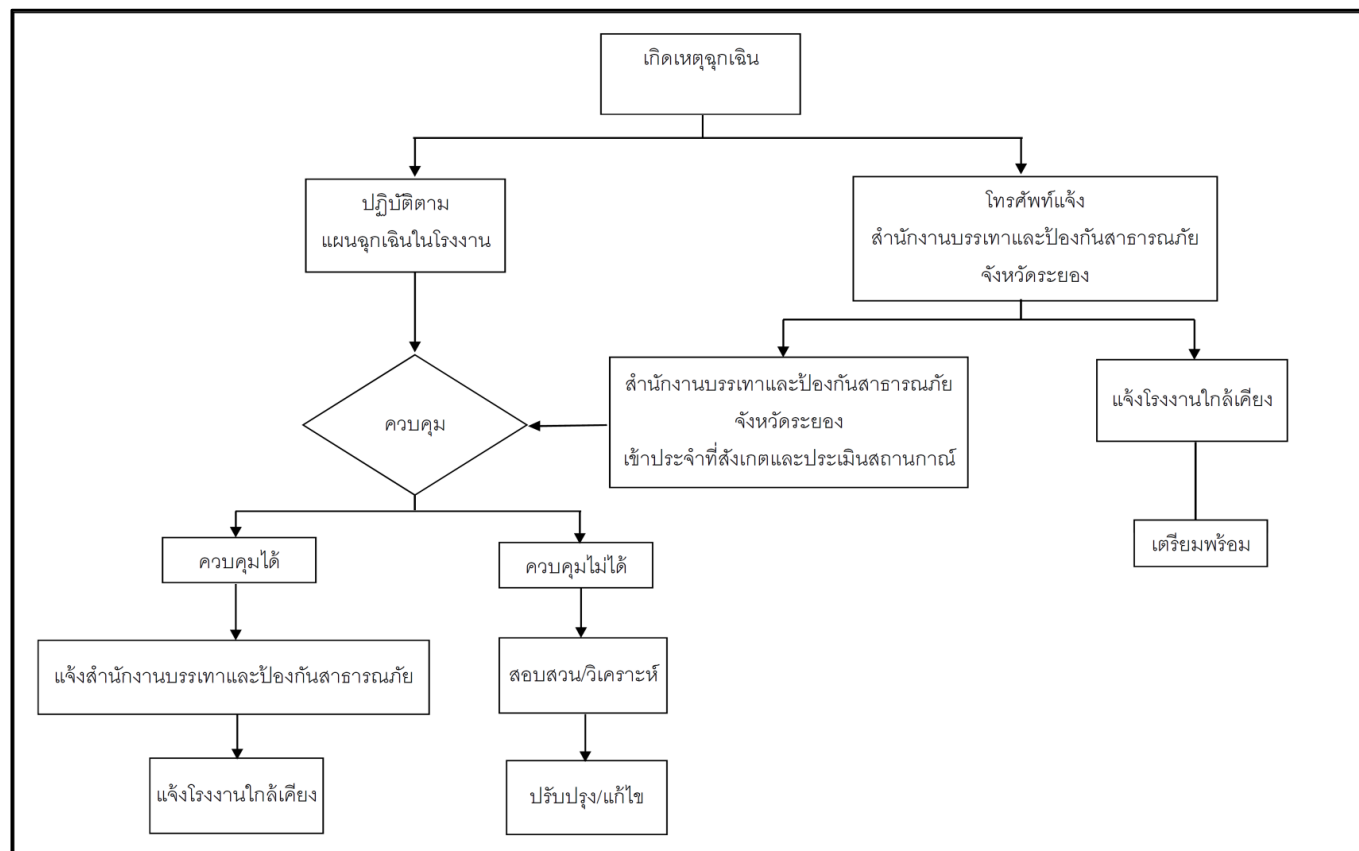 เกิดเหตุฉุกเฉิน
ปฏิบัติตาม
แผนฉุกเฉินในโรงงาน
โทรศัพท์แจ้ง
สำนักงานบรรเทาและป้องกันสาธารณภัย
จังหวัดระยอง
ควบคุม
สำนักงานบรรเทาและป้องกันสาธารณภัย
จังหวัดระยอง
เข้าประจำที่สังเกตและประเมินสถานกาณ์
แจ้งโรงงานใกล้เคียง
เตรียมพร้อม
ควบคุมได้
ควบคุมไม่ได้
แจ้งสำนักงานบรรเทาและป้องกันสาธารณภัย
สอบสวน/วิเคราะห์
แจ้งโรงงานใกล้เคียง
ปรับปรุง/แก้ไข